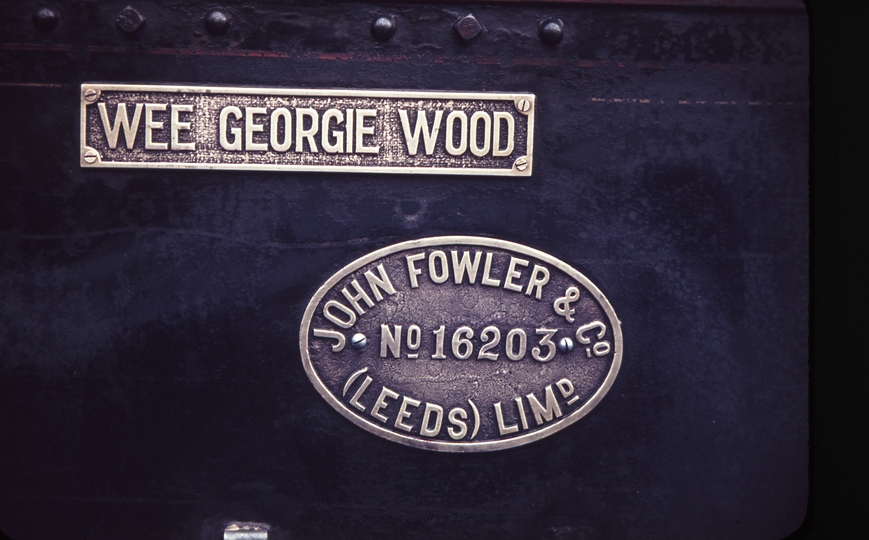 WEE GEORGIE WOOD
JOHN FOWLER & Cº
Nº 16203
(LEEDS) LIMᴰ